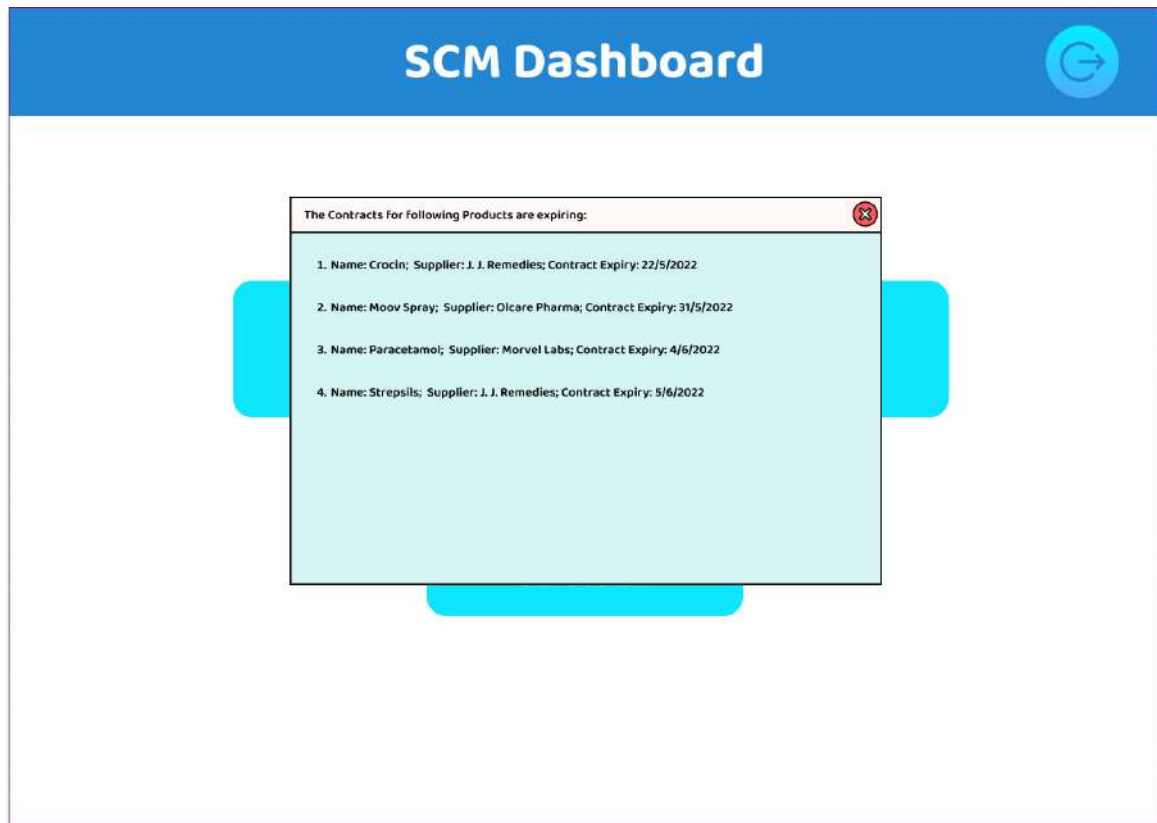 SCM Dashboard
The Contracts for following Products are expiring:
1. Name: Crocin; Supplier: J. J. Remedies; Contract Expiry: 22/5/2022
2. Name: Moov Spray; Supplier: Olcare Pharma; Contract Expiry: 31/5/2022
3. Name: Paracetamol; Supplier: Morvel Labs; Contract Expiry: 4/6/2022
4. Name: Strepsils; Supplier: J. J. Remedies; Contract Expiry: 5/6/2022